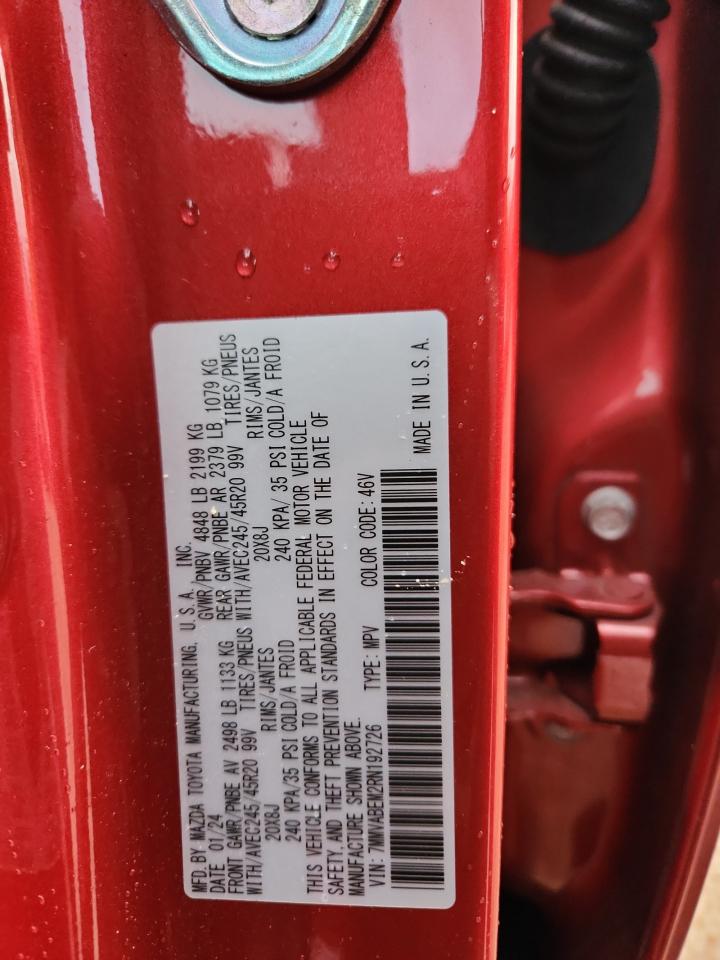 MFD.BY MAZDA TOYOTA MANUFACTURING, U.S.A., INC.
DATE 01/24 GVWR/PNBV 4848 LB 2199 KG
FRONT GAWR/PNBE AV 2498 LB 1133 KG REAR GAWR/PNBE AR 2379 LB 1079 KG
WITH/AVEC245/45R20 99V TIRES/PNEUS WITH/AVEC245/45R20 99V TIRES/PNEUS
20X8J RIMS/JANTES 20X8J RIMS/JANTES
240 KPA/35 PSI COLD/A FROID 240 KPA/35 PSI COLD/A FROID
THIS VEHICLE CONFORMS TO ALL APPLICABLE FEDERAL MOTOR VEHICLE
SAFETY, AND THEFT PREVENTION STANDARDS IN EFFECT ON THE DATE OF
MANUFACTURE SHOWN ABOVE.
VIN: 7MMVABEM2RN192726 TYPE: MPV COLOR CODE: 46V
MADE IN U.S.A.